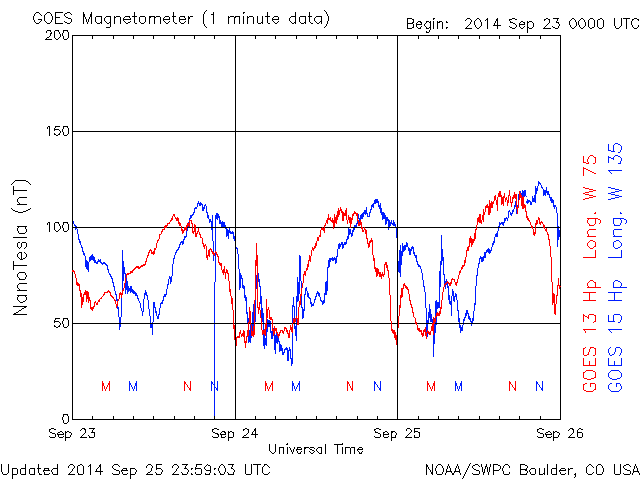 GOES Magnetometer (1 minute data)
Begin: 2014 Sep 23 0000 UTC
200
150
100
50
0
NanoTesla (nT)
M M N N M M N N M M N N
Sep 23 Sep 24 Sep 25 Sep 26
Universal Time
GOES 13 Hp Long. W 75
GOES 15 Hp Long. W 135
Updated 2014 Sep 25 23:59:03 UTC
NOAA/SWPC Boulder, CO USA